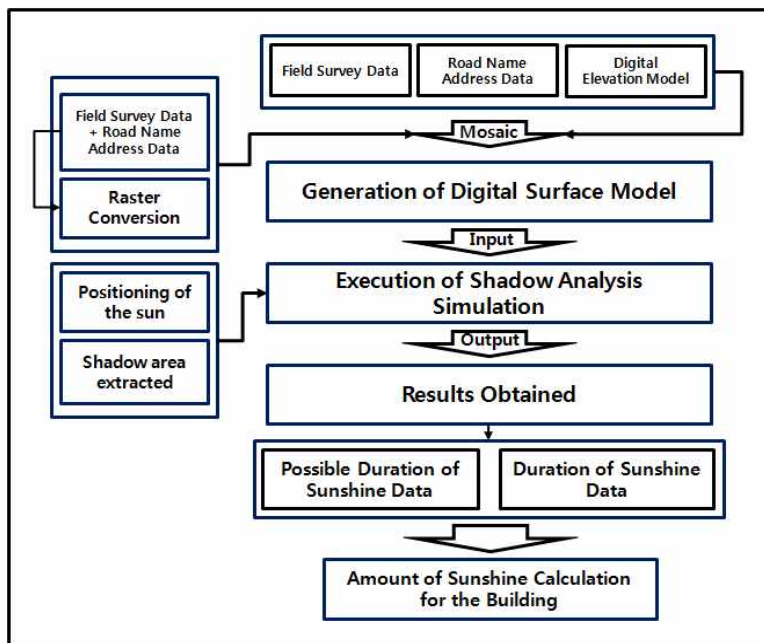 Field Survey Data
Road Name
Address Data
Digital
Elevation Model
Field Survey Data
+ Road Name
Address Data
Raster
Conversion
Mosaic
Generation of Digital Surface Model
Input
Positioning of
the sun
Shadow area
extracted
Execution of Shadow Analysis
Simulation
Output
Results Obtained
Possible Duration of
Sunshine Data
Duration of Sunshine
Data
Amount of Sunshine Calculation
for the Building